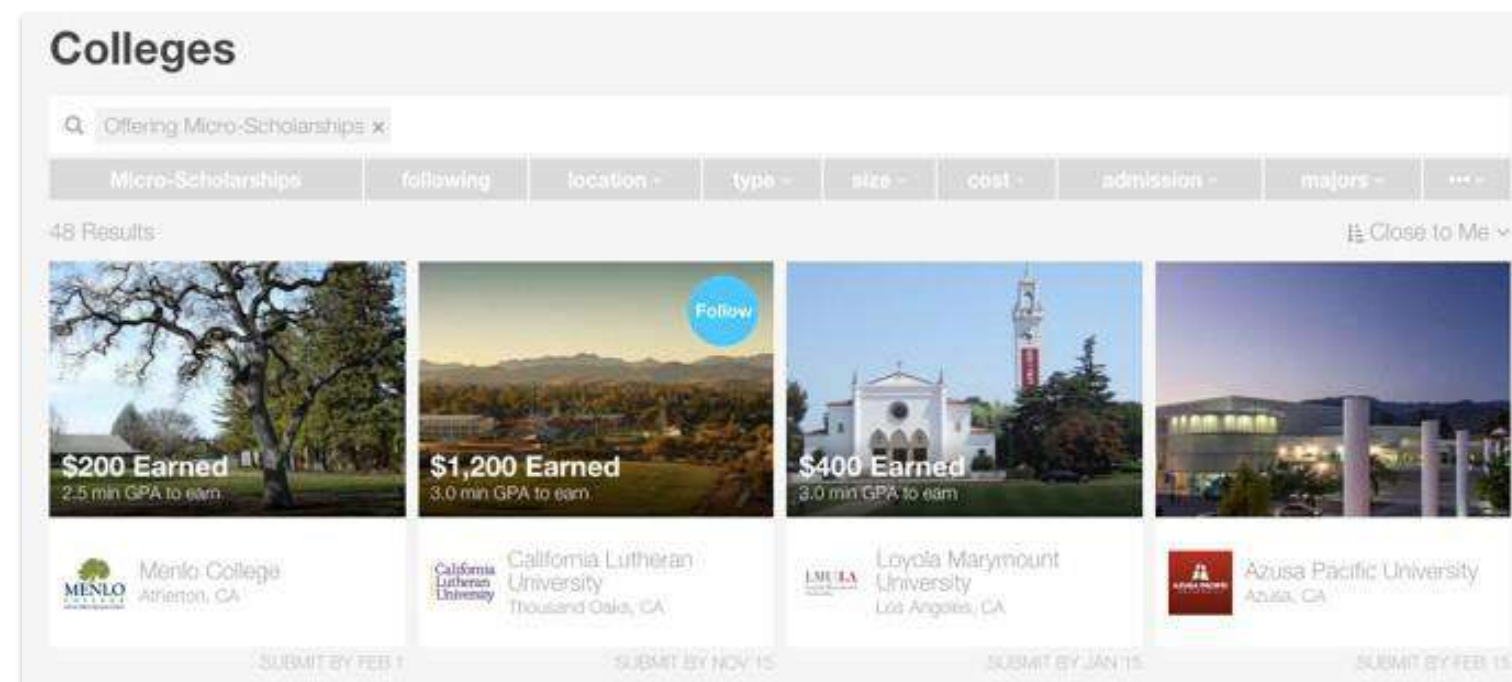 Colleges
Offering Micro-Scholarships ×
Micro-Scholarships following location type size cost admission majors •••
48 Results Close to Me
Follow
$200 Earned
2.5 min GPA to earn
$1,200 Earned
3.0 min GPA to earn
$400 Earned
3.0 min GPA to earn
MENLO
COLLEGE
Menlo College
Atherton, CA
California
Lutheran
University
California Lutheran
University
Thousand Oaks, CA
LMU LA
Loyola Marymount
University
Los Angeles, CA
AZUSA PACIFIC
Azusa Pacific University
Azusa, CA
SUBMIT BY FEB 1
SUBMIT BY NOV 15
SUBMIT BY JAN 15
SUBMIT BY FEB 15